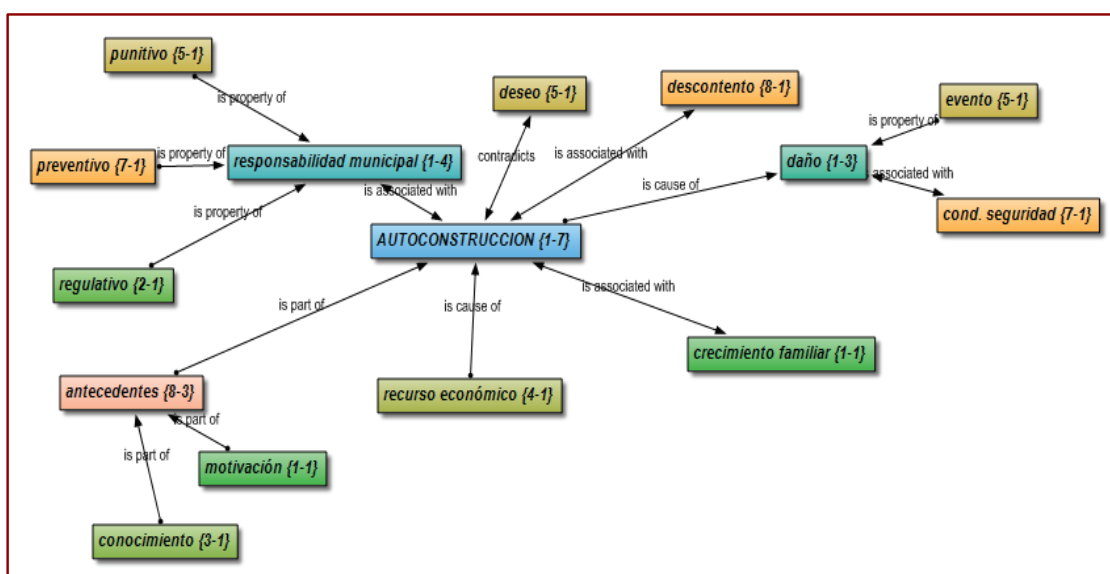 punitivo {5-1}
is property of
deseo {5-1}
descontento {8-1}
evento {5-1}
is property of
preventivo {7-1}
is property of
responsabilidad municipal {1-4}
contradicts
is associated with
daño {1-3}
associated with
is associated with
is cause of
is property of
cond. seguridad {7-1}
AUTOCONSTRUCCION {1-7}
regulativo {2-1}
is part of
is cause of
is associated with
crecimiento familiar {1-1}
antecedentes {8-3}
recurso económico {4-1}
is part of
is part of
motivación {1-1}
conocimiento {3-1}